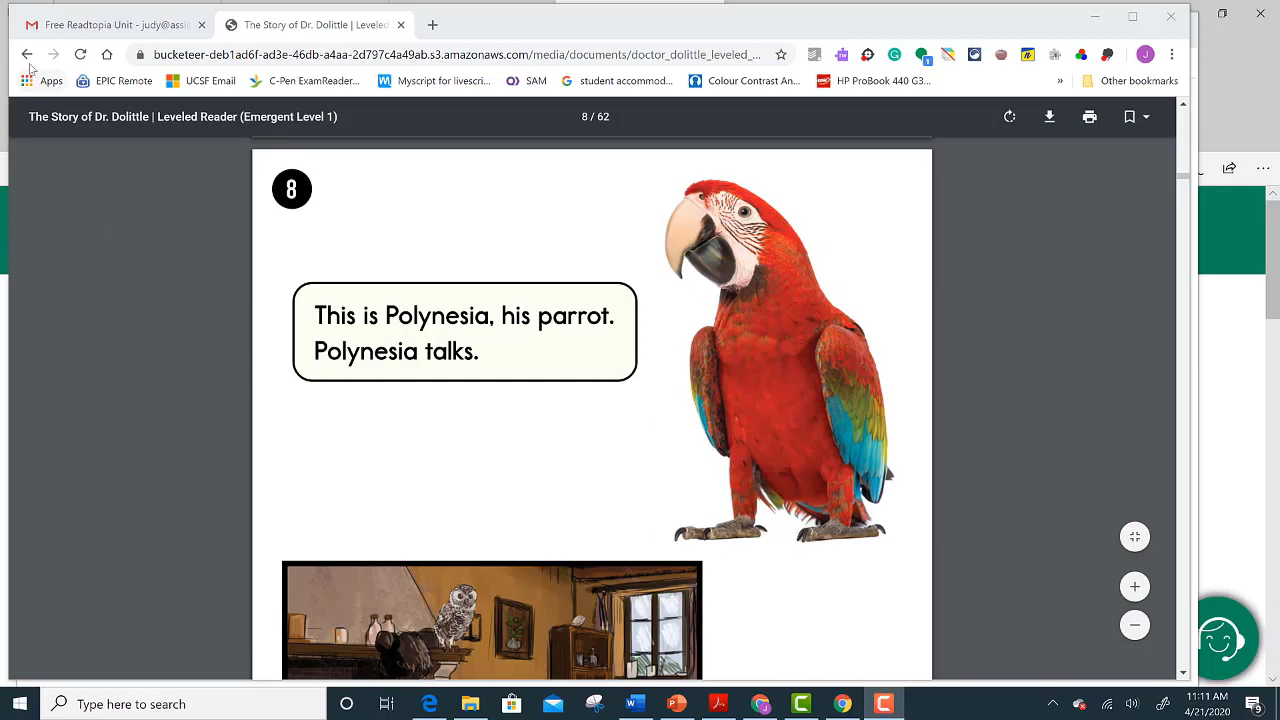 Free Readtopia Unit - judy@assis
The Story of Dr. Dolittle | Leveled
bucketeer-deb1ad6f-ad3e-46db-a4aa-2d797c4a49ab.s3.amazonaws.com/media/documents/doctor_dolittle_leveled_...
Apps
EPIC Remote
UCSF Email
C-Pen ExamReader...
Myscript for Scrip...
SAM
student accommod...
Colour Contrast An...
HP ProBook 440 G3...
»
Other bookmarks
The Story of Dr. Dolittle | Leveled Reader (Emergent Level 1)
8 / 62
8
This is Polynesia, his parrot.
Polynesia talks.
Type here to search
11:11 AM
4/21/2020